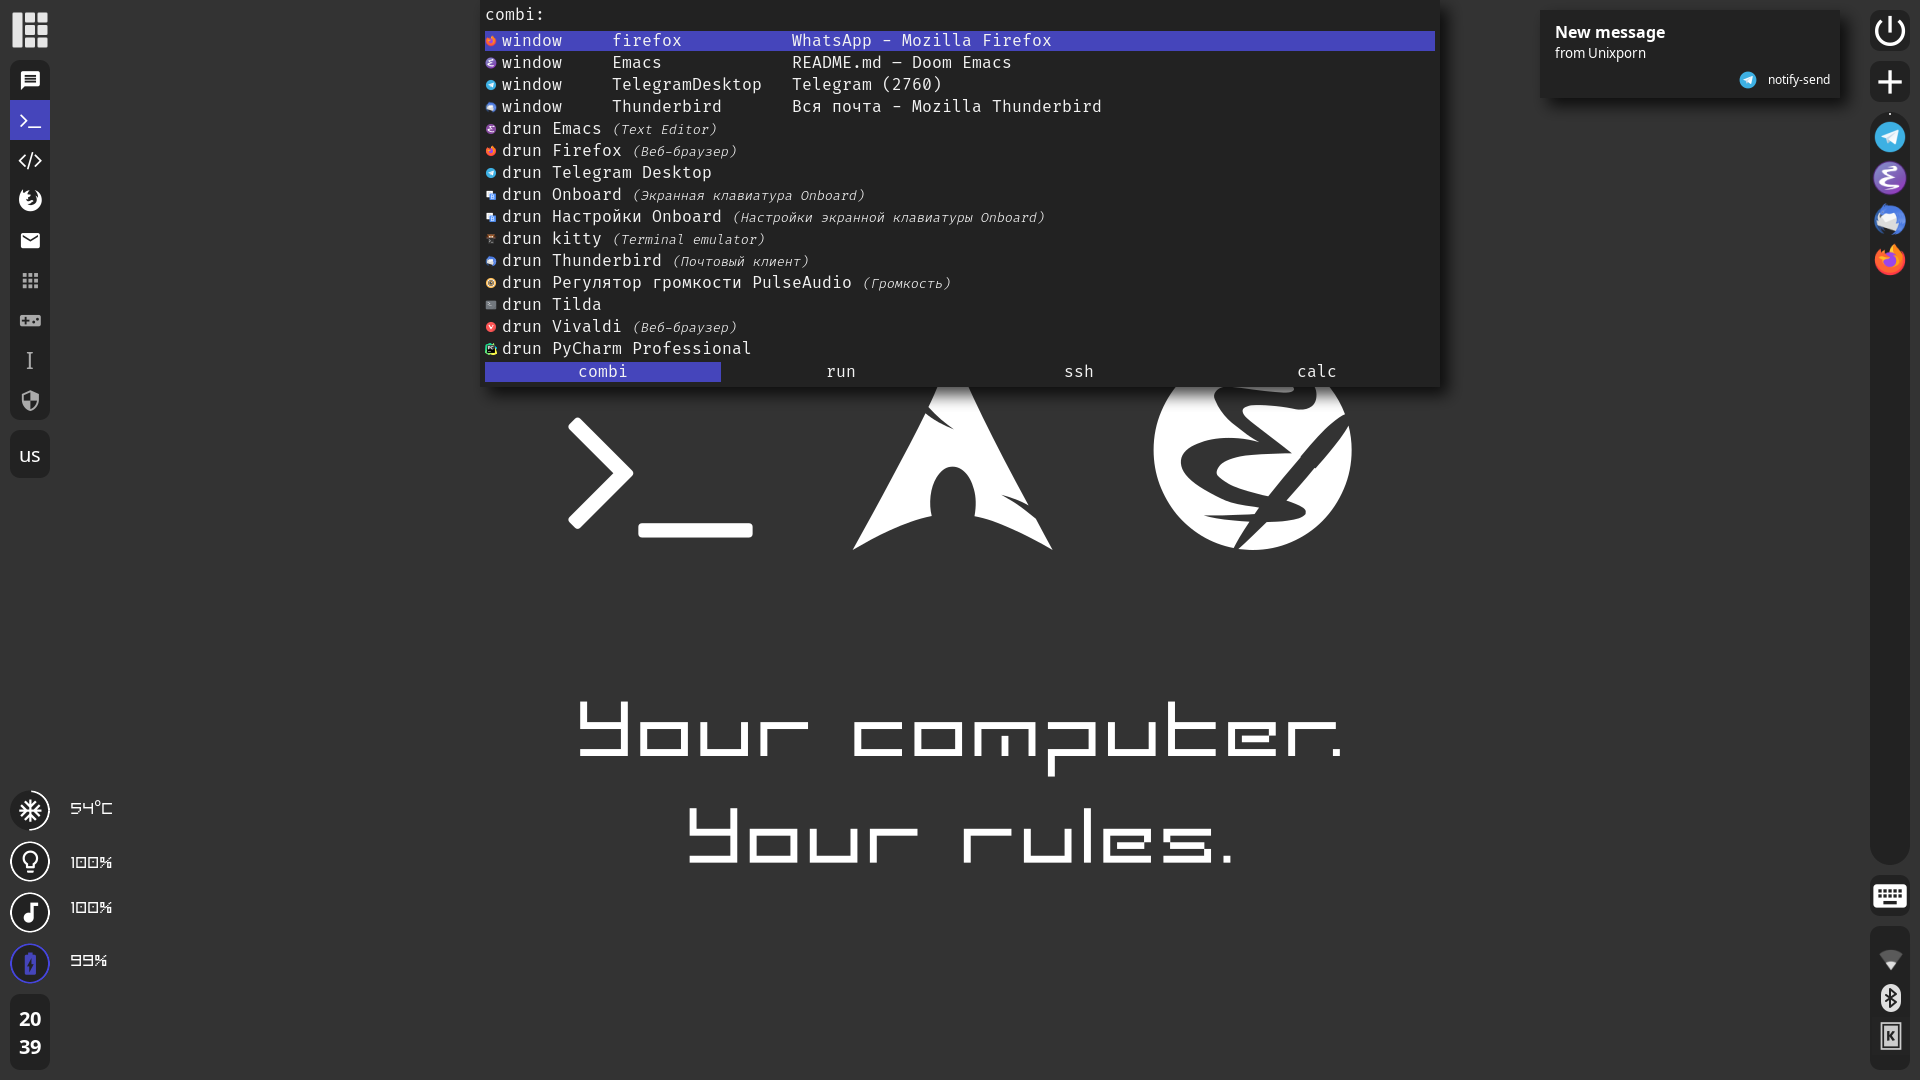 combi:
window firefox WhatsApp - Mozilla Firefox
window Emacs README.md – Doom Emacs
window TelegramDesktop Telegram (2760)
window Thunderbird Вся почта - Mozilla Thunderbird
drun Emacs (Text Editor)
drun Firefox (Веб-браузер)
drun Telegram Desktop
drun Onboard (Экранная клавиатура Onboard)
drun Настройки Onboard (Настройки экранной клавиатуры Onboard)
drun kitty (Terminal emulator)
drun Thunderbird (Почтовый клиент)
drun Регулятор громкости PulseAudio (Громкость)
drun Tilda
drun Vivaldi (Веб-браузер)
drun PyCharm Professional
combi run ssh calc
New message
from Unixporn
notify-send
us
Your computer.
Your rules.
54°C
100%
100%
99%
20
39
K